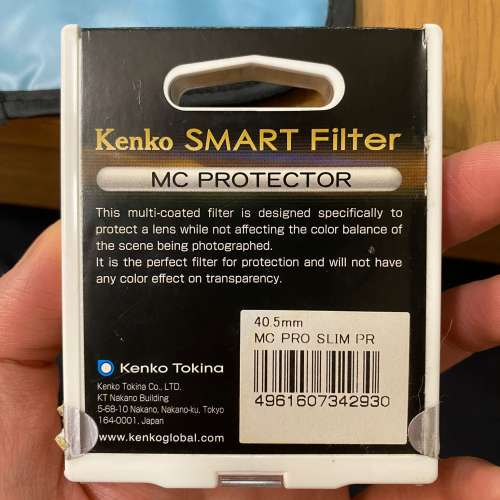 Kenko SMART Filter
MC PROTECTOR
This multi-coated filter is designed specifically to
protect a lens while not affecting the color balance of
the scene being photographed.
It is the perfect filter for protection and will not have
any color effect on transparency.
40.5mm
MC PRO SLIM PR
4961607342930
Kenko Tokina
Kenko Tokina Co., LTD.
KT Nakano Building
5-68-10 Nakano, Nakano-ku, Tokyo
164-0001, Japan
www.kenkoglobal.com